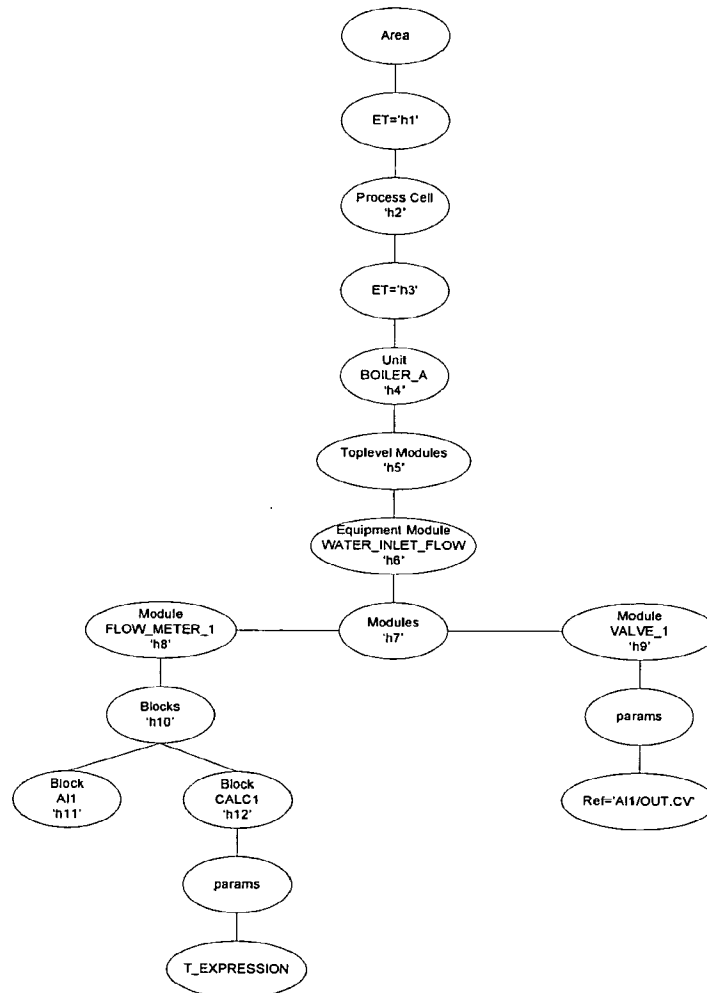 Area
ET='h1'
Process Cell
'h2'
ET='h3'
Unit
BOILER_A
'h4'
Toplevel Modules
'h5'
Equipment Module
WATER_INLET_FLOW
'h6'
Module
FLOW_METER_1
'h8'
Modules
'h7'
Module
VALVE_1
'h9'
Blocks
'h10'
params
Block
AI1
'h11'
Block
CALC1
'h12'
Ref='AI1/OUT.CV'
params
T_EXPRESSION